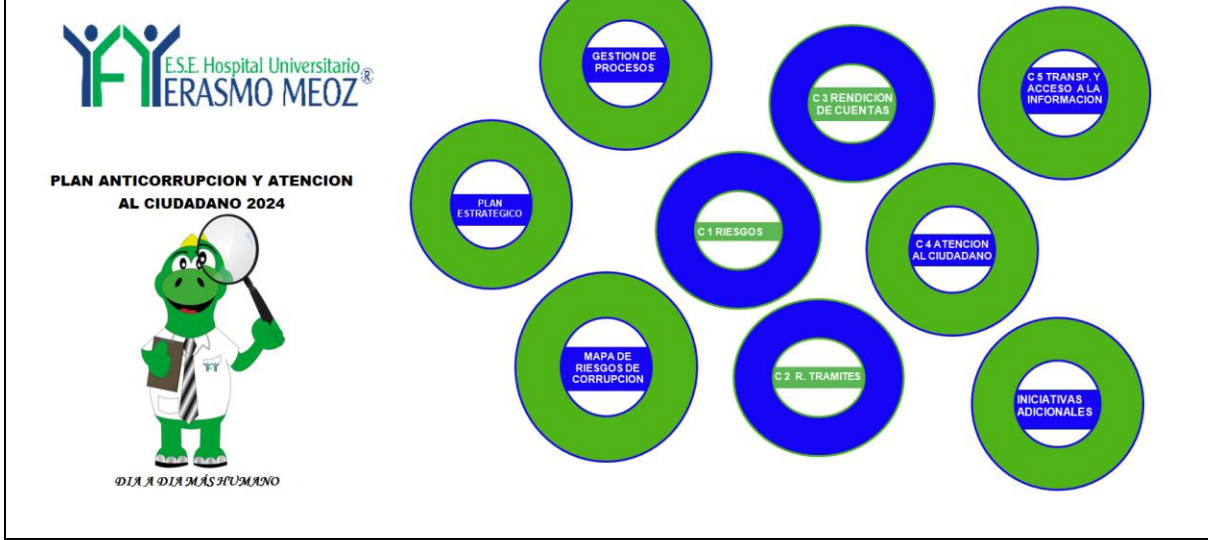 E.S.E. Hospital Universitario
ERASMO MEOZ®
PLAN ANTICORRUPCION Y ATENCION
AL CIUDADANO 2024
DIA A DIA MÁS HUMANO
GESTION DE
PROCESOS
C 3 RENDICION
DE CUENTAS
C 5 TRANSP. Y
ACCESO A LA
INFORMACION
PLAN
ESTRATEGICO
C 1 RIESGOS
C 4 ATENCION
AL CIUDADANO
MAPA DE
RIESGOS DE
CORRUPCION
C 2 R. TRAMITES
INICIATIVAS
ADICIONALES